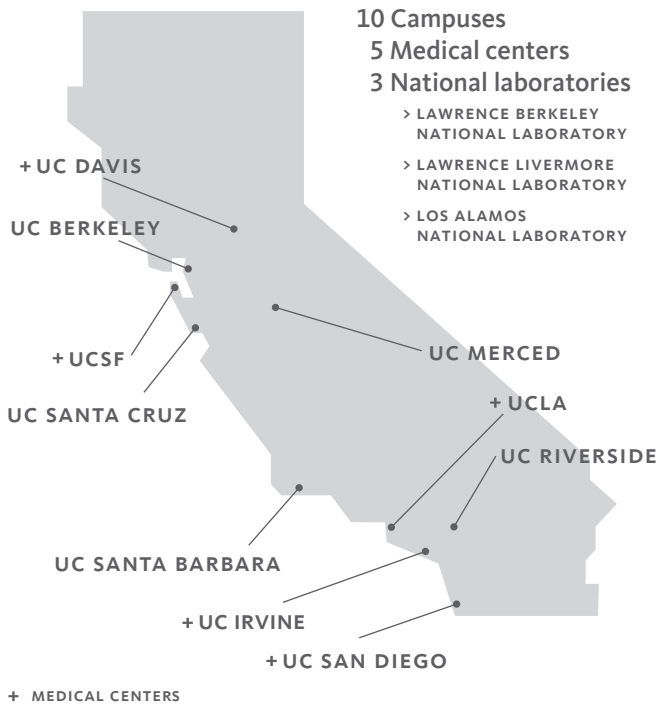 10 Campuses
5 Medical centers
3 National laboratories
> LAWRENCE BERKELEY
NATIONAL LABORATORY
> LAWRENCE LIVERMORE
NATIONAL LABORATORY
> LOS ALAMOS
NATIONAL LABORATORY
+ UC DAVIS
UC BERKELEY
+ UCSF
UC MERCED
UC SANTA CRUZ
+ UCLA
UC RIVERSIDE
UC SANTA BARBARA
+ UC IRVINE
+ UC SAN DIEGO
+ MEDICAL CENTERS